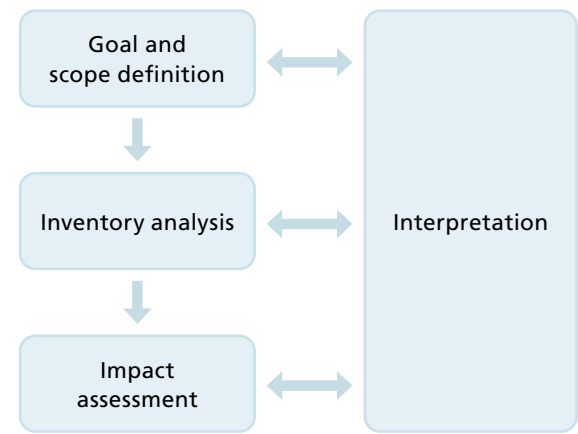 Goal and
scope definition
Inventory analysis
Interpretation
Impact
assessment